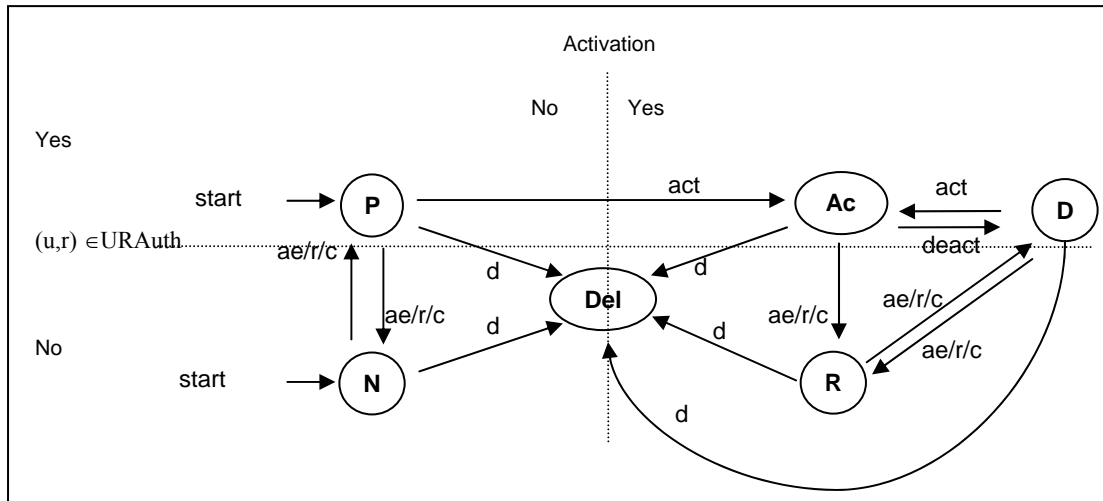 Activation
No Yes
Yes
start P act Ac act D
(u,r) ∈URAuth
deact
ae/r/c
d d
Del
ae/r/c ae/r/c ae/r/c
d d ae/r/c
No
start N R
d